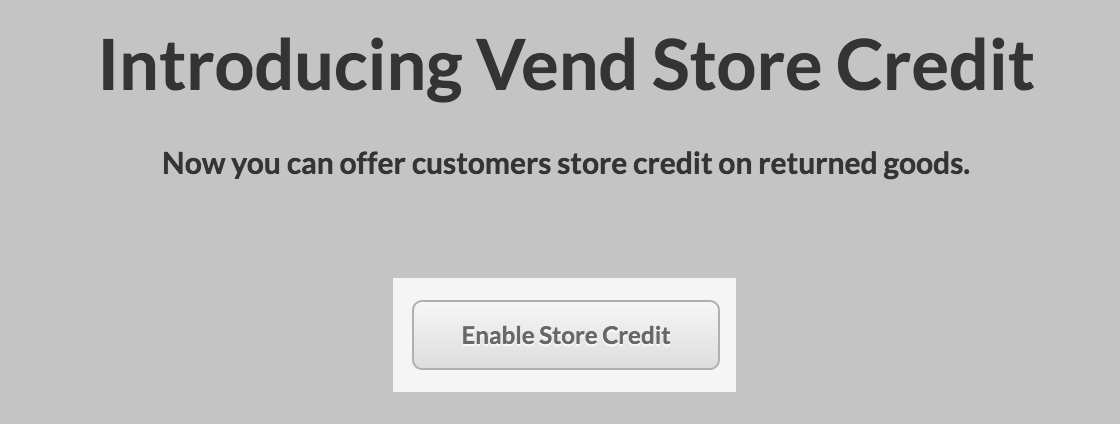 Introducing Vend Store Credit
Now you can offer customers store credit on returned goods.
Enable Store Credit